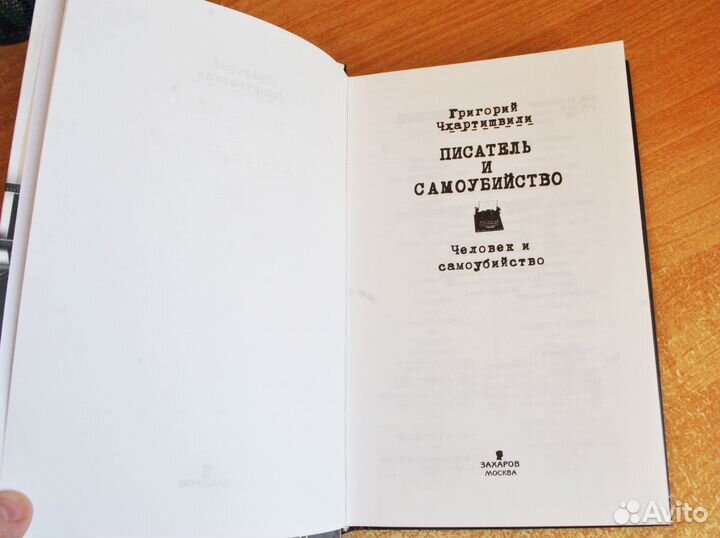 Григорий
Чхартишвили
ПИСАТЕЛЬ
И
САМОУБИЙСТВО
Человек и
самоубийство
ЗАХАРОВ
МОСКВА
Avito